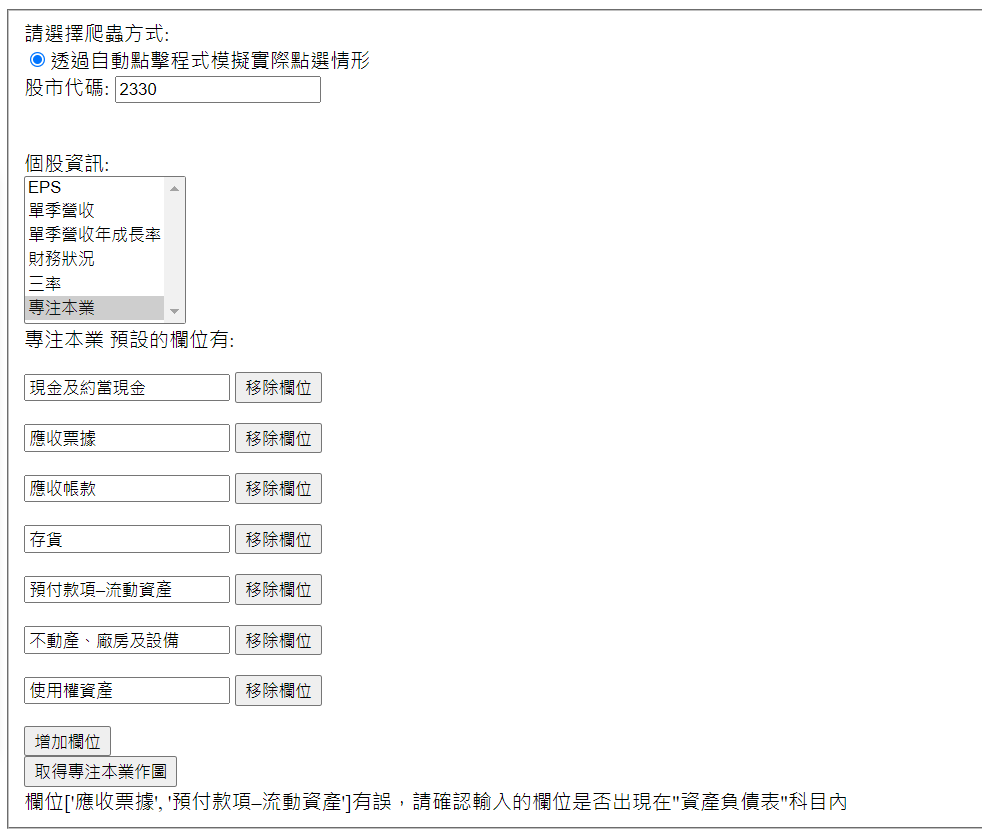 請選擇爬蟲方式:
透過自動點擊程式模擬實際點選情形
股市代碼: 2330
個股資訊:
EPS
單季營收
單季營收年成長率
財務狀況
三率
專注本業
專注本業 預設的欄位有:
現金及約當現金 移除欄位
應收票據 移除欄位
應收帳款 移除欄位
存貨 移除欄位
預付款項–流動資產 移除欄位
不動產、廠房及設備 移除欄位
使用權資產 移除欄位
增加欄位
取得專注本業作圖
欄位['應收票據', '預付款項–流動資產']有誤，請確認輸入的欄位是否出現在"資產負債表"科目內